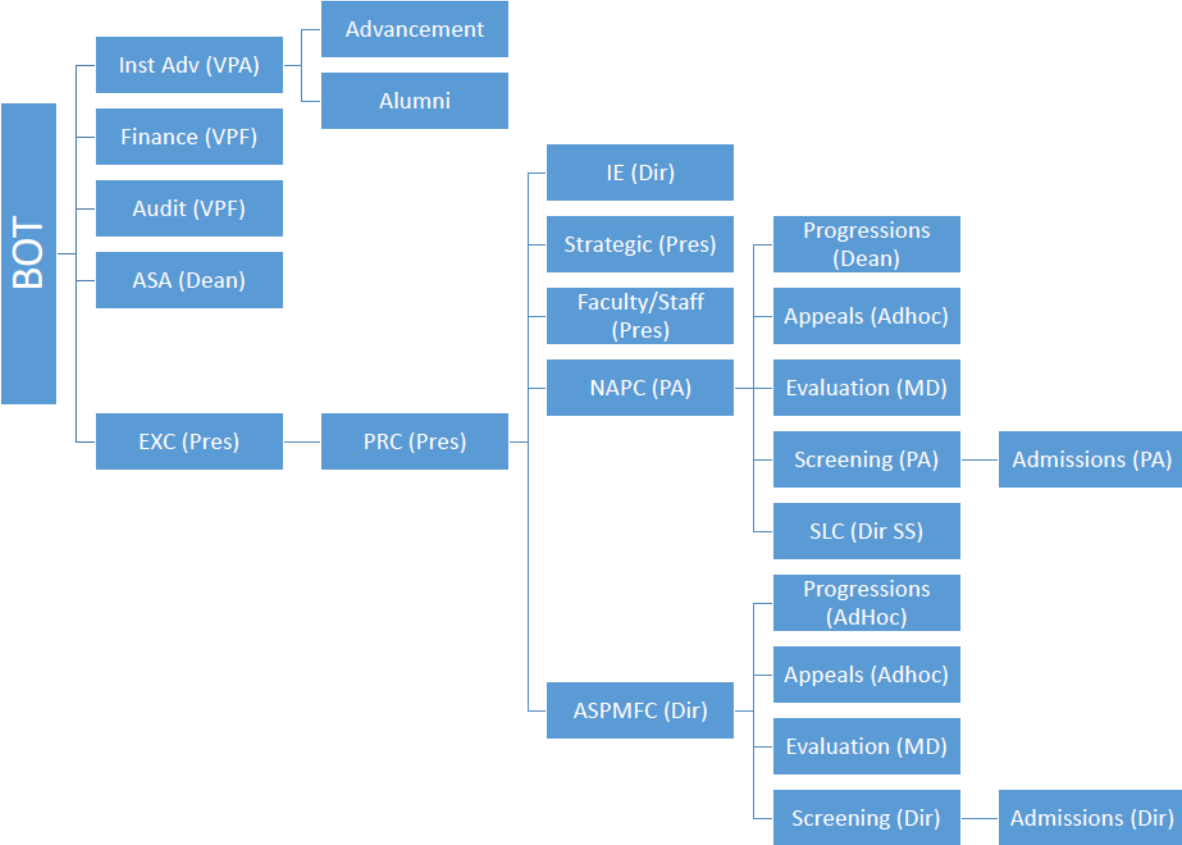 BOT
Inst Adv (VPA)
Advancement
Alumni
Finance (VPF)
Audit (VPF)
ASA (Dean)
EXC (Pres)
PRC (Pres)
IE (Dir)
Strategic (Pres)
Faculty/Staff
(Pres)
NAPC (PA)
Progressions
(Dean)
Appeals (Adhoc)
Evaluation (MD)
Screening (PA)
Admissions (PA)
SLC (Dir SS)
ASPMFC (Dir)
Progressions
(AdHoc)
Appeals (Adhoc)
Evaluation (MD)
Screening (Dir)
Admissions (Dir)